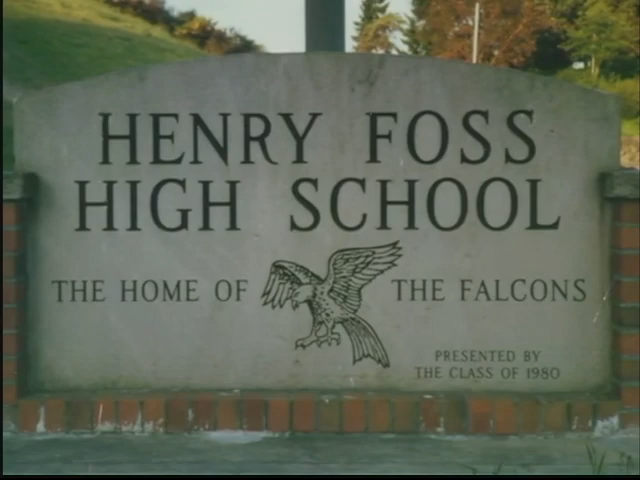 HENRY FOSS
HIGH SCHOOL
THE HOME OF THE FALCONS
PRESENTED BY
THE CLASS OF 1980